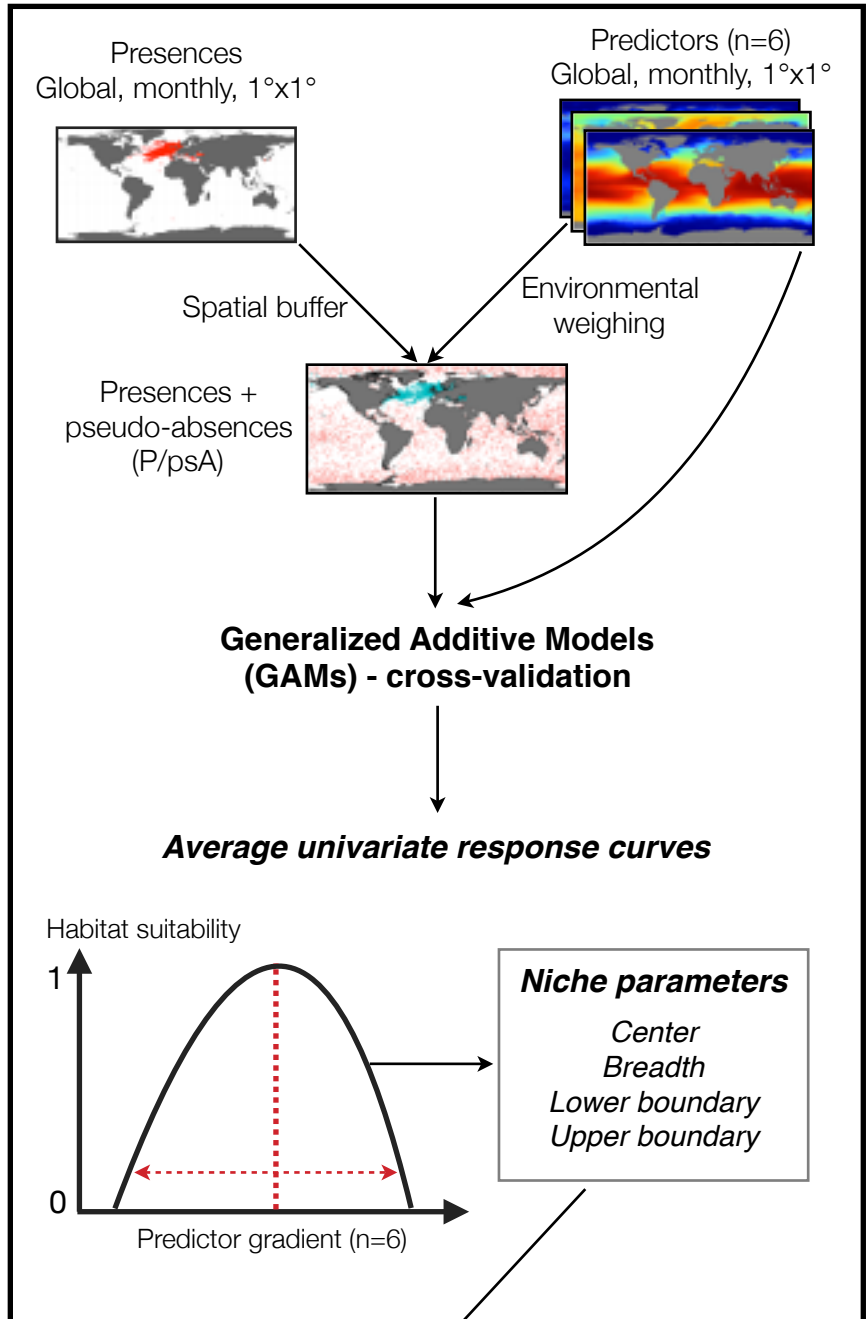 Presences
Global, monthly, 1°x1°
Predictors (n=6)
Global, monthly, 1°x1°
Spatial buffer
Environmental
weighing
Presences +
pseudo-absences
(P/psA)
Generalized Additive Models
(GAMs) - cross-validation
Average univariate response curves
Habitat suitability
1
0
Predictor gradient (n=6)
Niche parameters
Center
Breadth
Lower boundary
Upper boundary